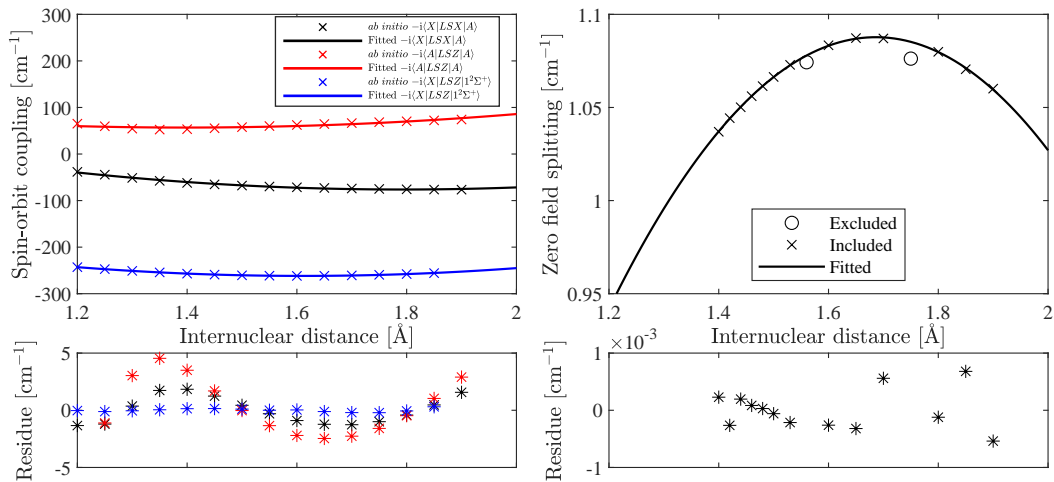 300
200
100
0
-100
-200
-300
Spin-orbit coupling [cm⁻¹]
ab initio −i⟨X|LSX|A⟩
Fitted −i⟨X|LSX|A⟩
ab initio −i⟨A|LSZ|A⟩
Fitted −i⟨A|LSZ|A⟩
ab initio −i⟨X|LSZ|1²Σ⁺⟩
Fitted −i⟨X|LSZ|1²Σ⁺⟩
1.2 1.4 1.6 1.8 2
Internuclear distance [Å]
1.1
1.05
1
0.95
Zero field splitting [cm⁻¹]
Excluded
Included
Fitted
1.2 1.4 1.6 1.8 2
Internuclear distance [Å]
5
0
-5
Residue [cm⁻¹]
×10⁻³
1
0
-1
Residue [cm⁻¹]